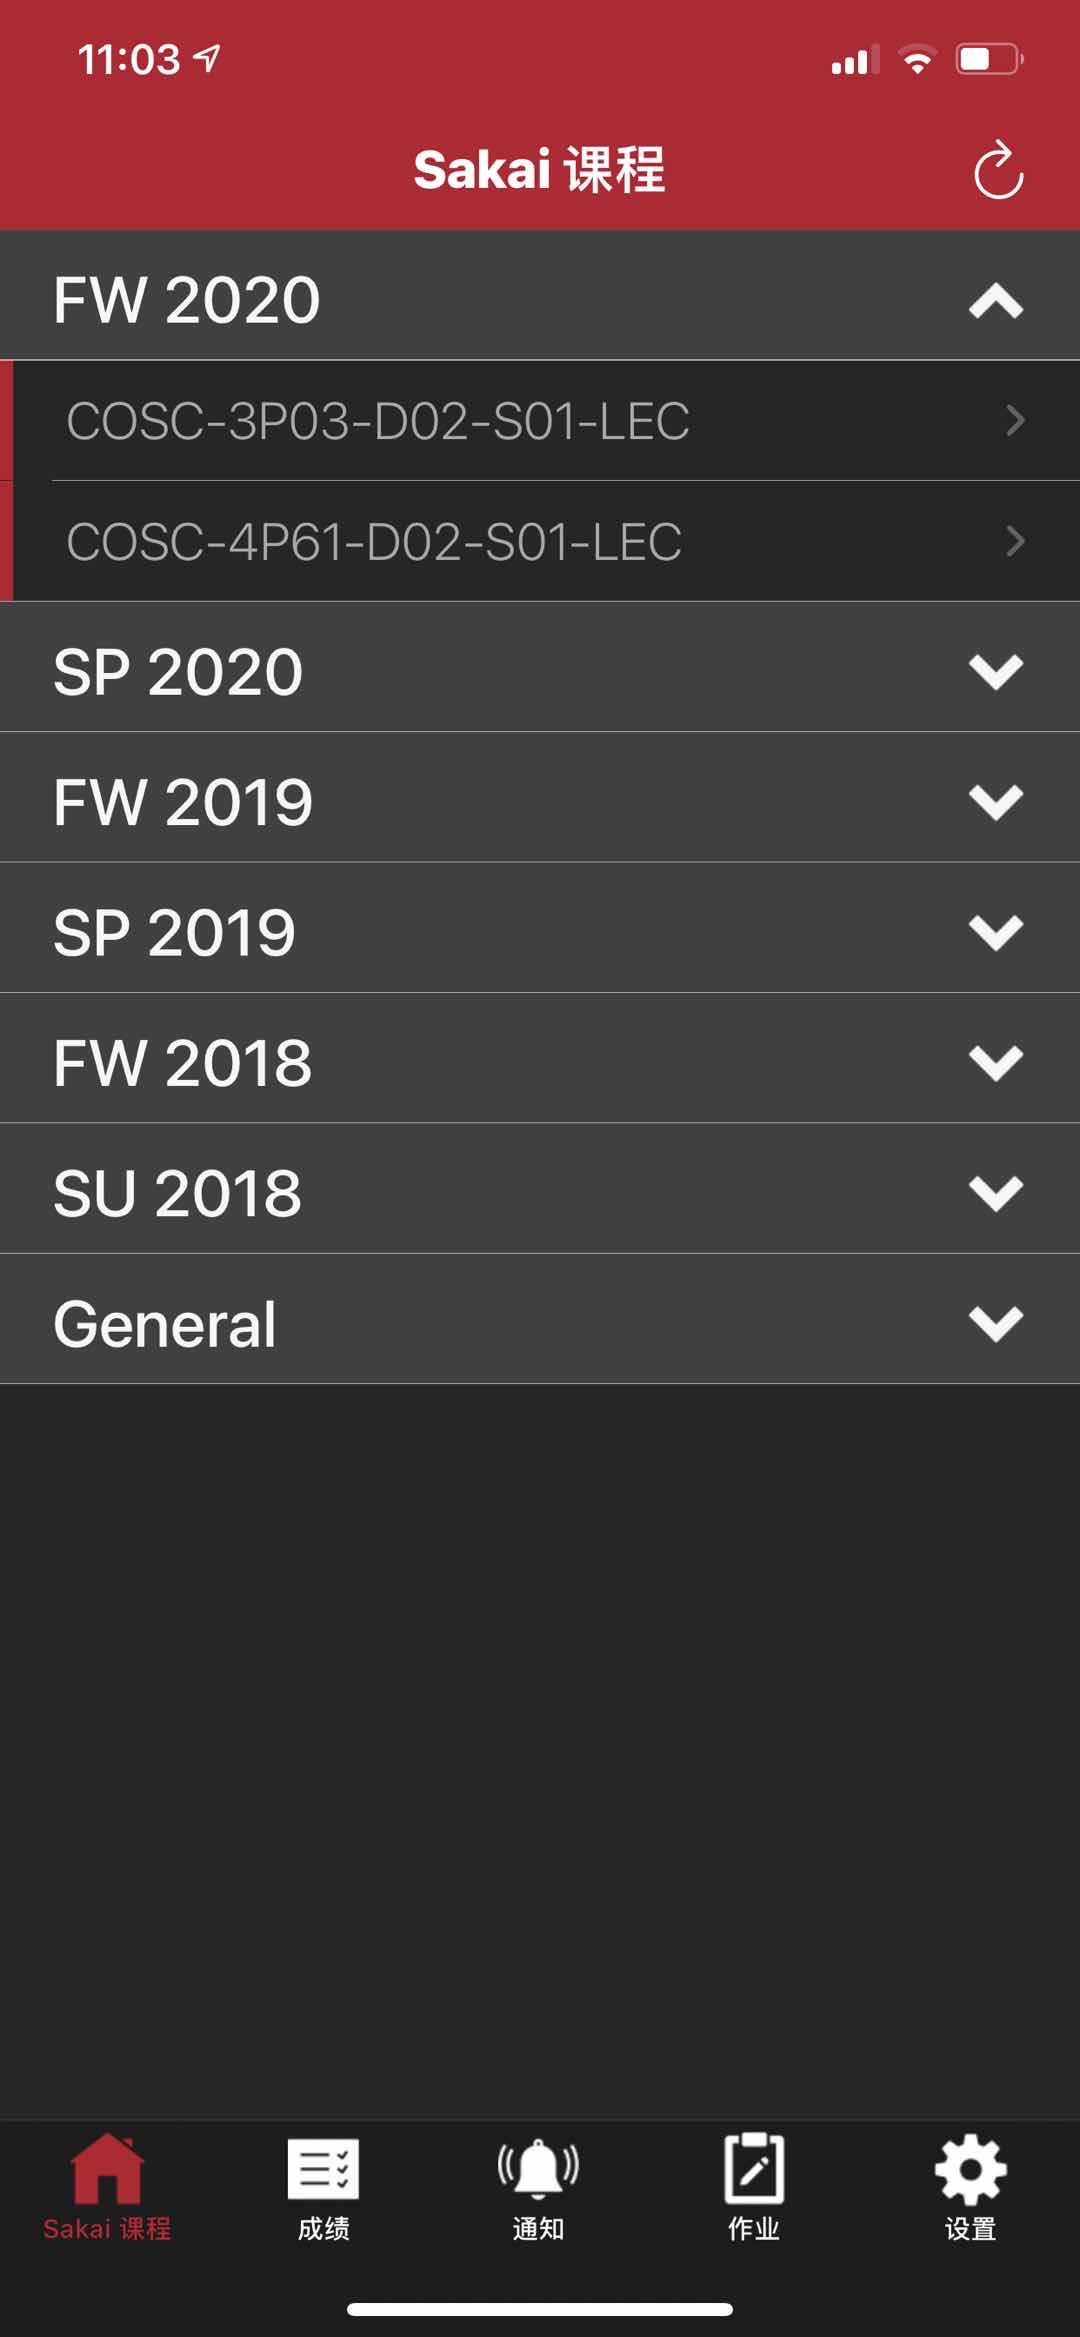 11:03
Sakai 课程
FW 2020
COSC-3P03-D02-S01-LEC
COSC-4P61-D02-S01-LEC
SP 2020
FW 2019
SP 2019
FW 2018
SU 2018
General
Sakai 课程 成绩 通知 作业 设置